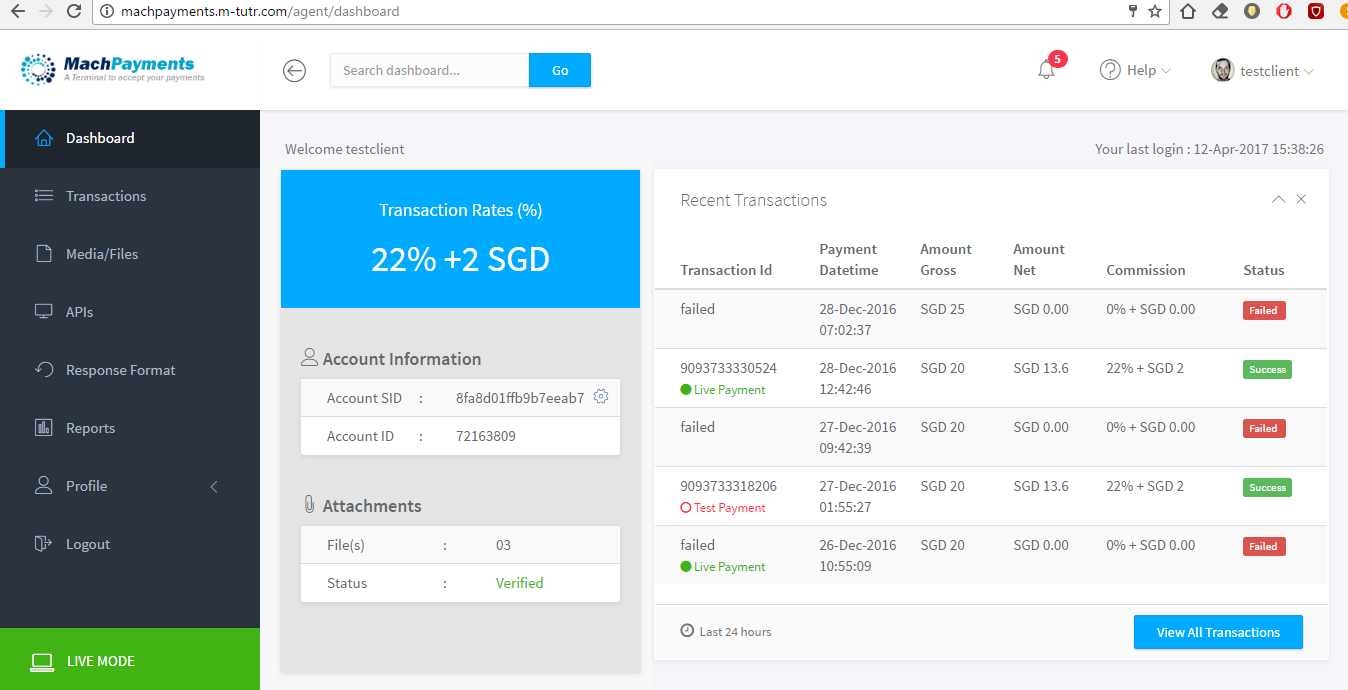 machpayments.m-tutr.com/agent/dashboard
MachPayments
A Terminal to accept your payments
Search dashboard...
Go
5
Help
testclient
Dashboard
Transactions
Media/Files
APIs
Response Format
Reports
Profile
Logout
LIVE MODE
Welcome testclient
Your last login : 12-Apr-2017 15:38:26
Transaction Rates (%)
22% +2 SGD
Account Information
Account SID : 8fa8d01ffb9b7eeab7
Account ID : 72163809
Attachments
File(s) : 03
Status : Verified
Recent Transactions
Transaction Id Payment Datetime Amount Gross Amount Net Commission Status
failed 28-Dec-2016 SGD 25 SGD 0.00 0% + SGD 0.00 Failed
07:02:37
9093733330524 28-Dec-2016 SGD 20 SGD 13.6 22% + SGD 2 Success
Live Payment 12:42:46
failed 27-Dec-2016 SGD 20 SGD 0.00 0% + SGD 0.00 Failed
09:42:39
9093733318206 27-Dec-2016 SGD 20 SGD 13.6 22% + SGD 2 Success
Test Payment 01:55:27
failed 26-Dec-2016 SGD 20 SGD 0.00 0% + SGD 0.00 Failed
Live Payment 10:55:09
Last 24 hours
View All Transactions